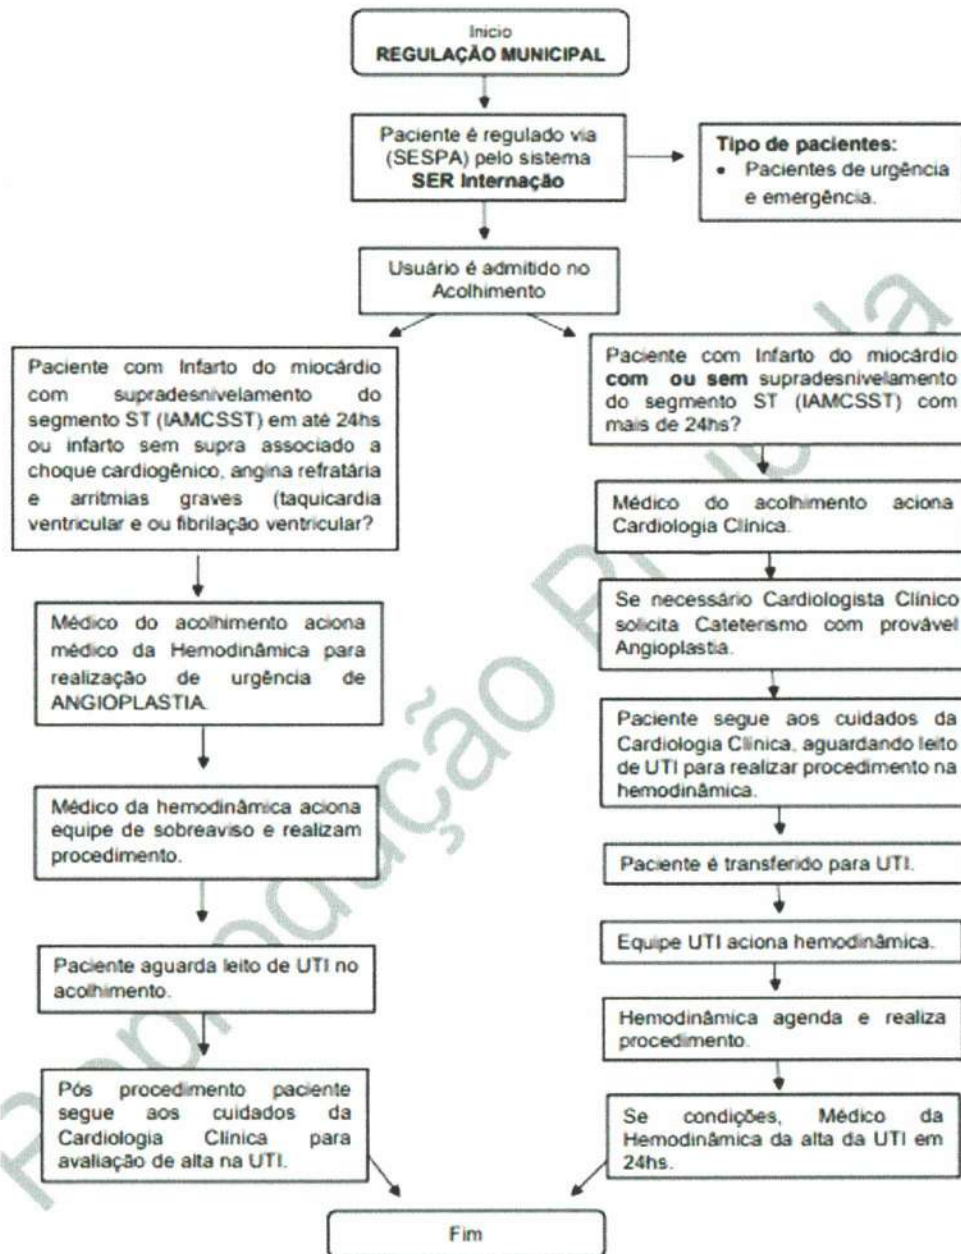 Inicio
REGULAÇÃO MUNICIPAL
Paciente é regulado via
(SESPA) pelo sistema
SER Internação
Tipo de pacientes:
• Pacientes de urgência
e emergência.
Usuário é admitido no
Acolhimento
Paciente com Infarto do miocárdio
com supradesnivelamento do
segmento ST (IAMCSST) em até 24hs
ou infarto sem supra associado a
choque cardiogênico, angina refratária
e arritmias graves (taquicardia
ventricular e ou fibrilação ventricular?
Médico do acolhimento aciona
médico da Hemodinâmica para
realização de urgência de
ANGIOPLASTIA.
Médico da hemodinâmica aciona
equipe de sobreaviso e realizam
procedimento.
Paciente aguarda leito de UTI no
acolhimento.
Pós procedimento paciente
segue aos cuidados da
Cardiologia Clínica para
avaliação de alta na UTI.
Paciente com Infarto do miocárdio
com ou sem supradesnivelamento
do segmento ST (IAMCSST) com
mais de 24hs?
Médico do acolhimento aciona
Cardiologia Clínica.
Se necessário Cardiologista Clínico
solicita Cateterismo com provável
Angioplastia.
Paciente segue aos cuidados da
Cardiologia Clínica, aguardando leito
de UTI para realizar procedimento na
hemodinâmica.
Paciente é transferido para UTI.
Equipe UTI aciona hemodinâmica.
Hemodinâmica agenda e realiza
procedimento.
Se condições, Médico da
Hemodinâmica da alta da UTI em
24hs.
Fim
Reprodução